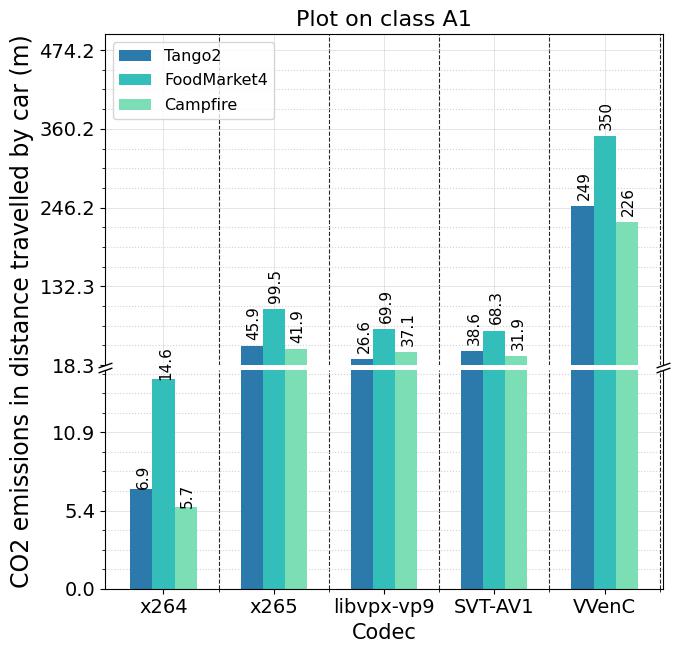 Plot on class A1
CO2 emissions in distance travelled by car (m)
474.2
360.2
246.2
132.3
18.3
10.9
5.4
0.0
Tango2
FoodMarket4
Campfire
6.9
14.6
5.7
45.9
99.5
41.9
26.6
69.9
37.1
38.6
68.3
31.9
249
350
226
x264
x265
libvpx-vp9
SVT-AV1
VVenC
Codec